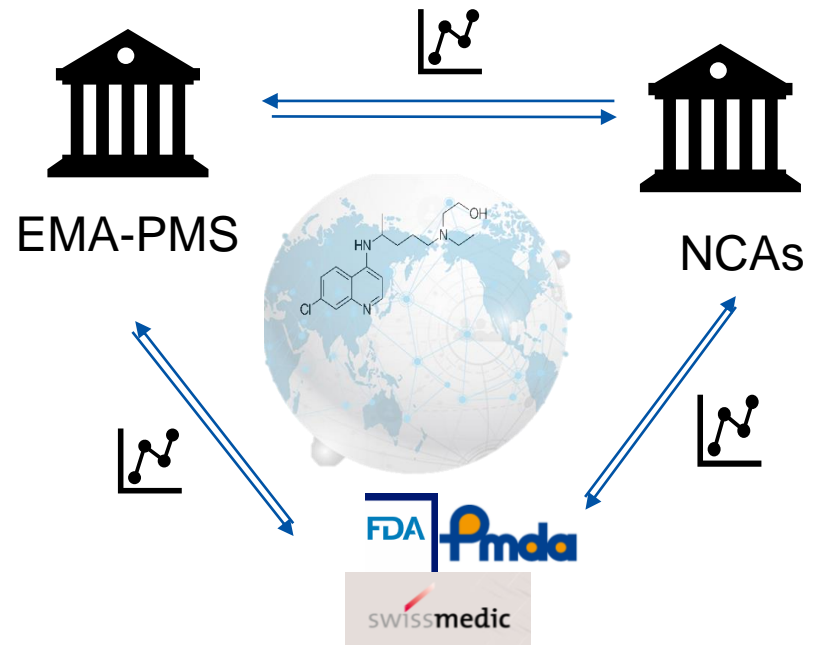 EMA-PMS
NCAs
OH
HN
N
Cl
N
FDA
Pmda
swissmedic